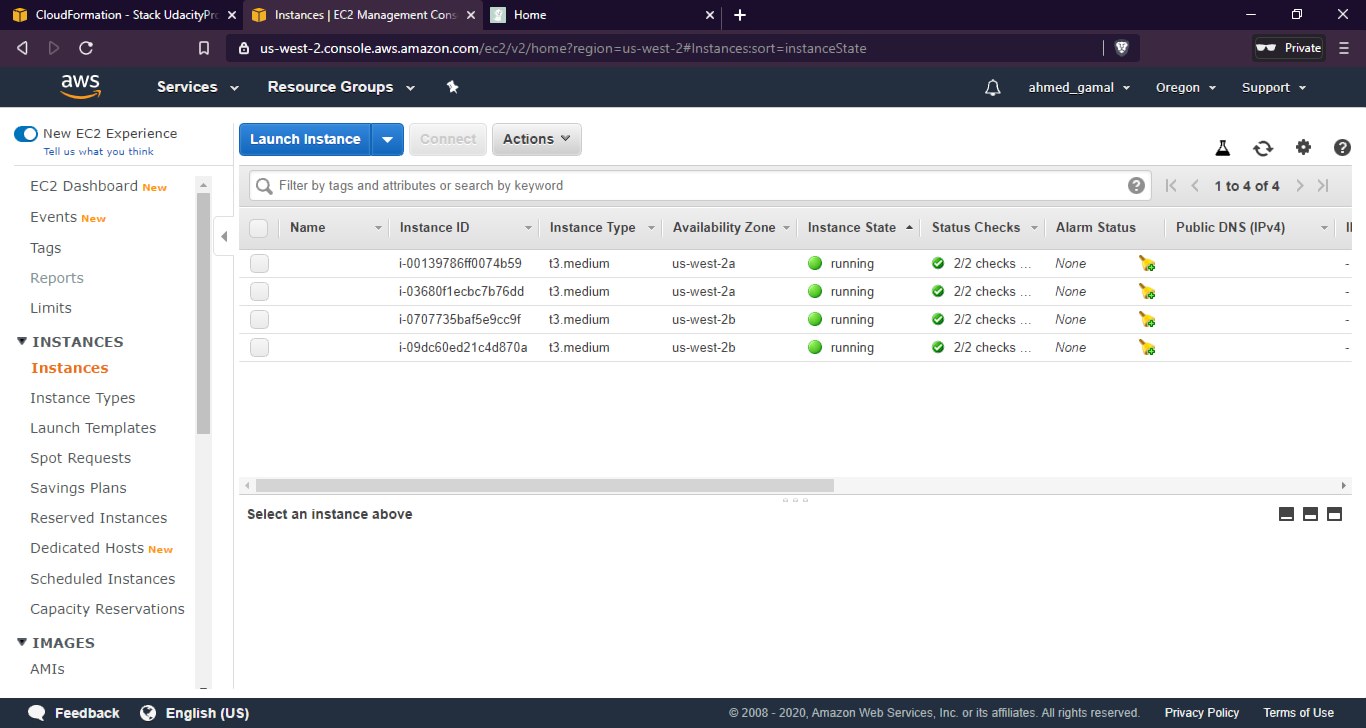 CloudFormation - Stack UdacityPro
Instances | EC2 Management Cons
Home
us-west-2.console.aws.amazon.com/ec2/v2/home?region=us-west-2#Instances:sort=instanceState
Private
aws
Services
Resource Groups
ahmed_gamal
Oregon
Support
New EC2 Experience
Tell us what you think
EC2 Dashboard New
Events New
Tags
Reports
Limits
INSTANCES
Instances
Instance Types
Launch Templates
Spot Requests
Savings Plans
Reserved Instances
Dedicated Hosts New
Scheduled Instances
Capacity Reservations
IMAGES
AMIs
Launch Instance
Connect
Actions
Filter by tags and attributes or search by keyword
1 to 4 of 4
Name Instance ID Instance Type Availability Zone Instance State Status Checks Alarm Status Public DNS (IPv4)
i-00139786ff0074b59 t3.medium us-west-2a running 2/2 checks ... None -
i-03680f1ecbc7b76dd t3.medium us-west-2a running 2/2 checks ... None -
i-0707735baf5e9cc9f t3.medium us-west-2b running 2/2 checks ... None -
i-09dc60ed21c4d870a t3.medium us-west-2b running 2/2 checks ... None -
Select an instance above
Feedback
English (US)
© 2008 - 2020, Amazon Web Services, Inc. or its affiliates. All rights reserved.
Privacy Policy
Terms of Use